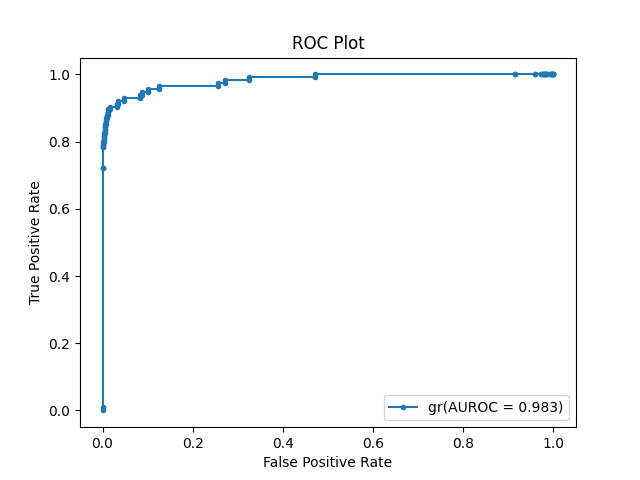 ROC Plot
1.0
0.8
0.6
0.4
0.2
0.0
True Positive Rate
0.0 0.2 0.4 0.6 0.8 1.0
False Positive Rate
gr(AUROC = 0.983)